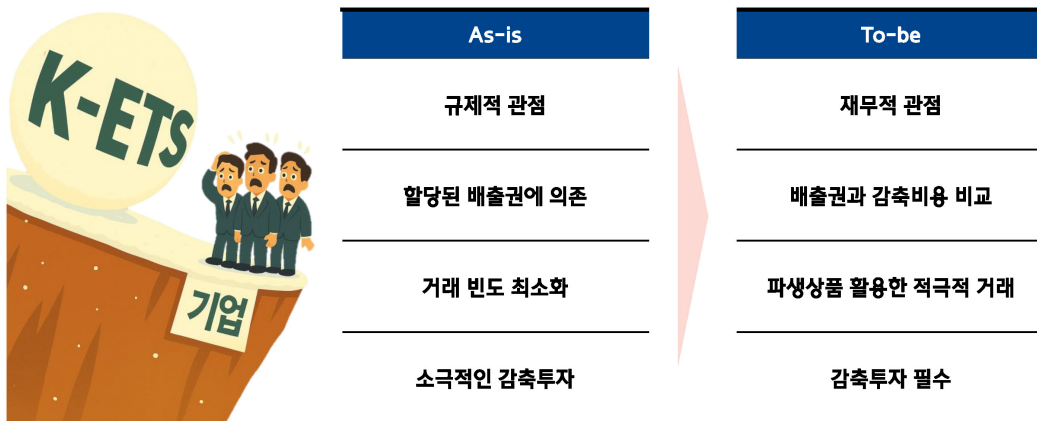 K-ETS
기업
As-is
To-be
규제적 관점
재무적 관점
할당된 배출권에 의존
배출권과 감축비용 비교
거래 빈도 최소화
파생상품 활용한 적극적 거래
소극적인 감축투자
감축투자 필수